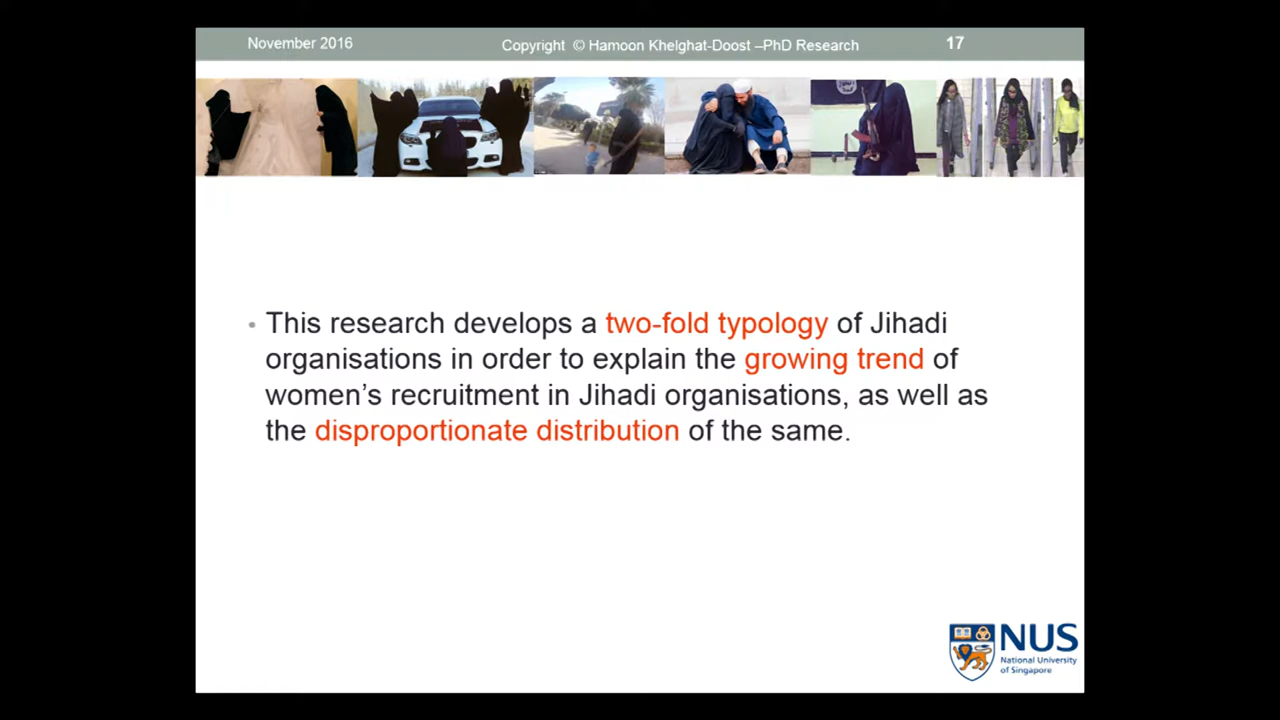 November 2016
Copyright © Hamoon Khelghat-Doost –PhD Research
17
• This research develops a two-fold typology of Jihadi
organisations in order to explain the growing trend of
women’s recruitment in Jihadi organisations, as well as
the disproportionate distribution of the same.
NUS
National University
of Singapore